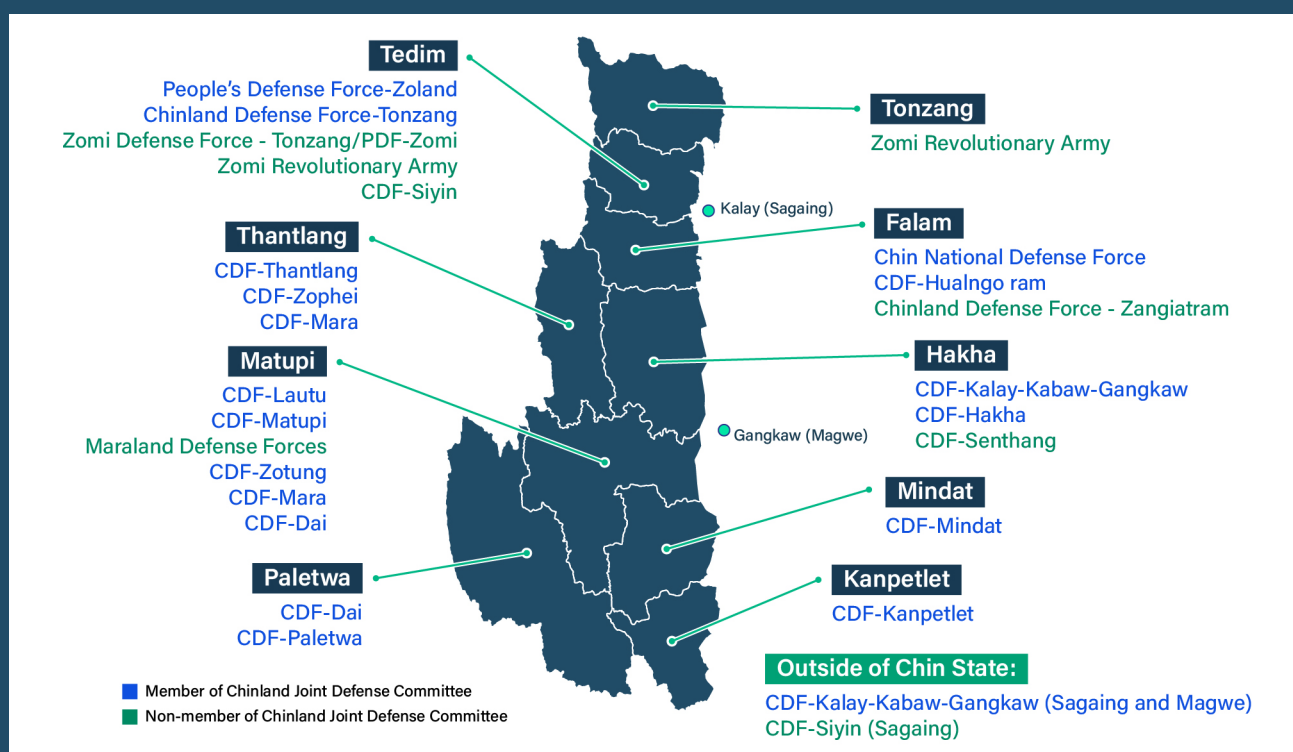 Tedim
People's Defense Force-Zoland
Chinland Defense Force-Tonzang
Zomi Defense Force - Tonzang/PDF-Zomi
Zomi Revolutionary Army
CDF-Siyin
Tonzang
Zomi Revolutionary Army
Kalay (Sagaing)
Thantlang
CDF-Thantlang
CDF-Zophei
CDF-Mara
Falam
Chin National Defense Force
CDF-Hualngo ram
Chinland Defense Force - Zangiatram
Matupi
CDF-Lautu
CDF-Matupi
Maraland Defense Forces
CDF-Zotung
CDF-Mara
CDF-Dai
Hakha
CDF-Kalay-Kabaw-Gangkaw
CDF-Hakha
CDF-Senthang
Gangkaw (Magwe)
Mindat
CDF-Mindat
Paletwa
CDF-Dai
CDF-Paletwa
Kanpetlet
CDF-Kanpetlet
Outside of Chin State:
CDF-Kalay-Kabaw-Gangkaw (Sagaing and Magwe)
CDF-Siyin (Sagaing)
Member of Chinland Joint Defense Committee
Non-member of Chinland Joint Defense Committee